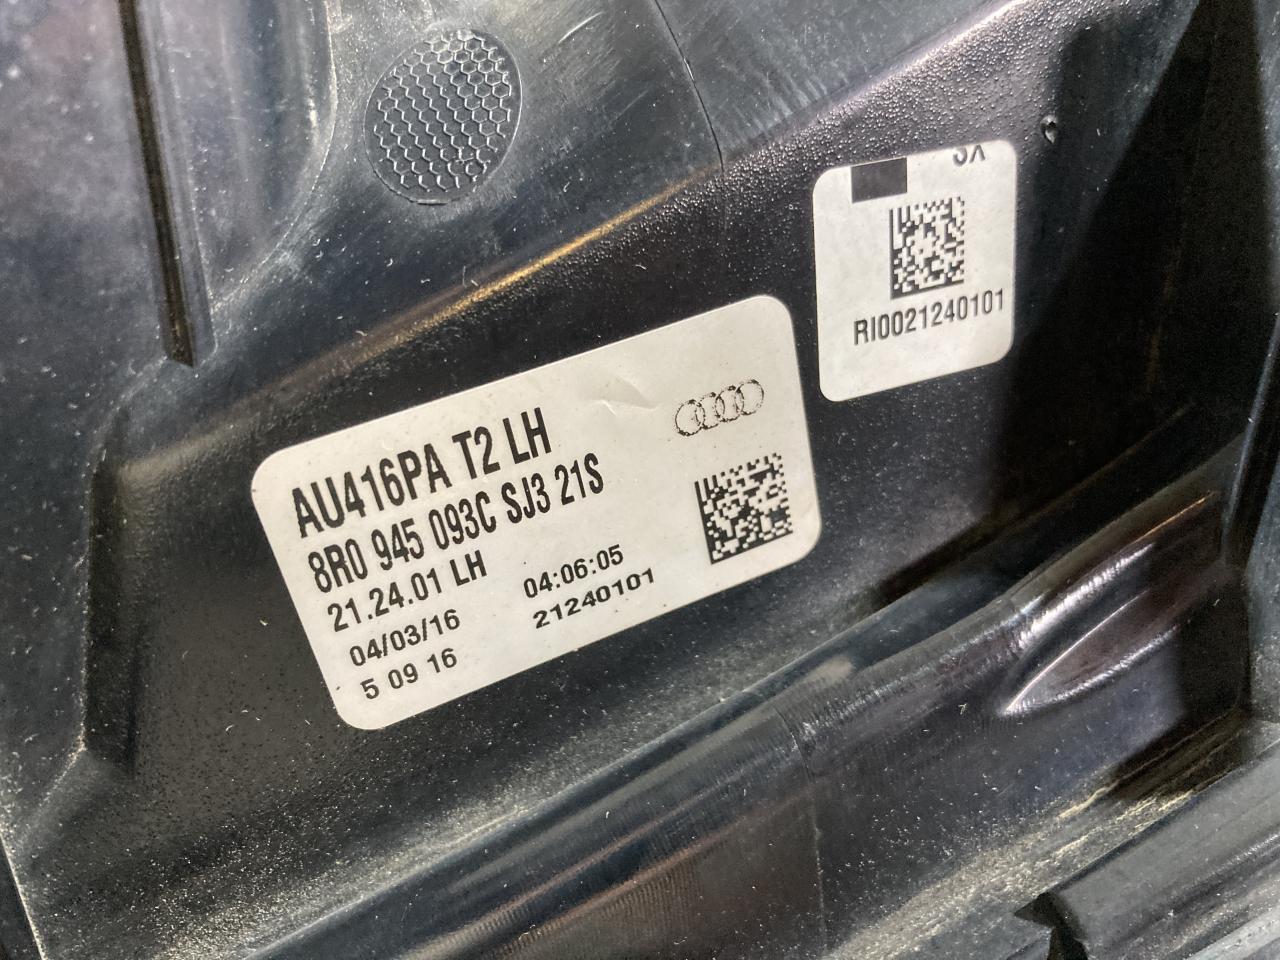 AU416PA T2 LH
8R0 945 093C SJ3 21S
21.24.01 LH
04/03/16 04:06:05
5 09 16 21240101
RI0021240101